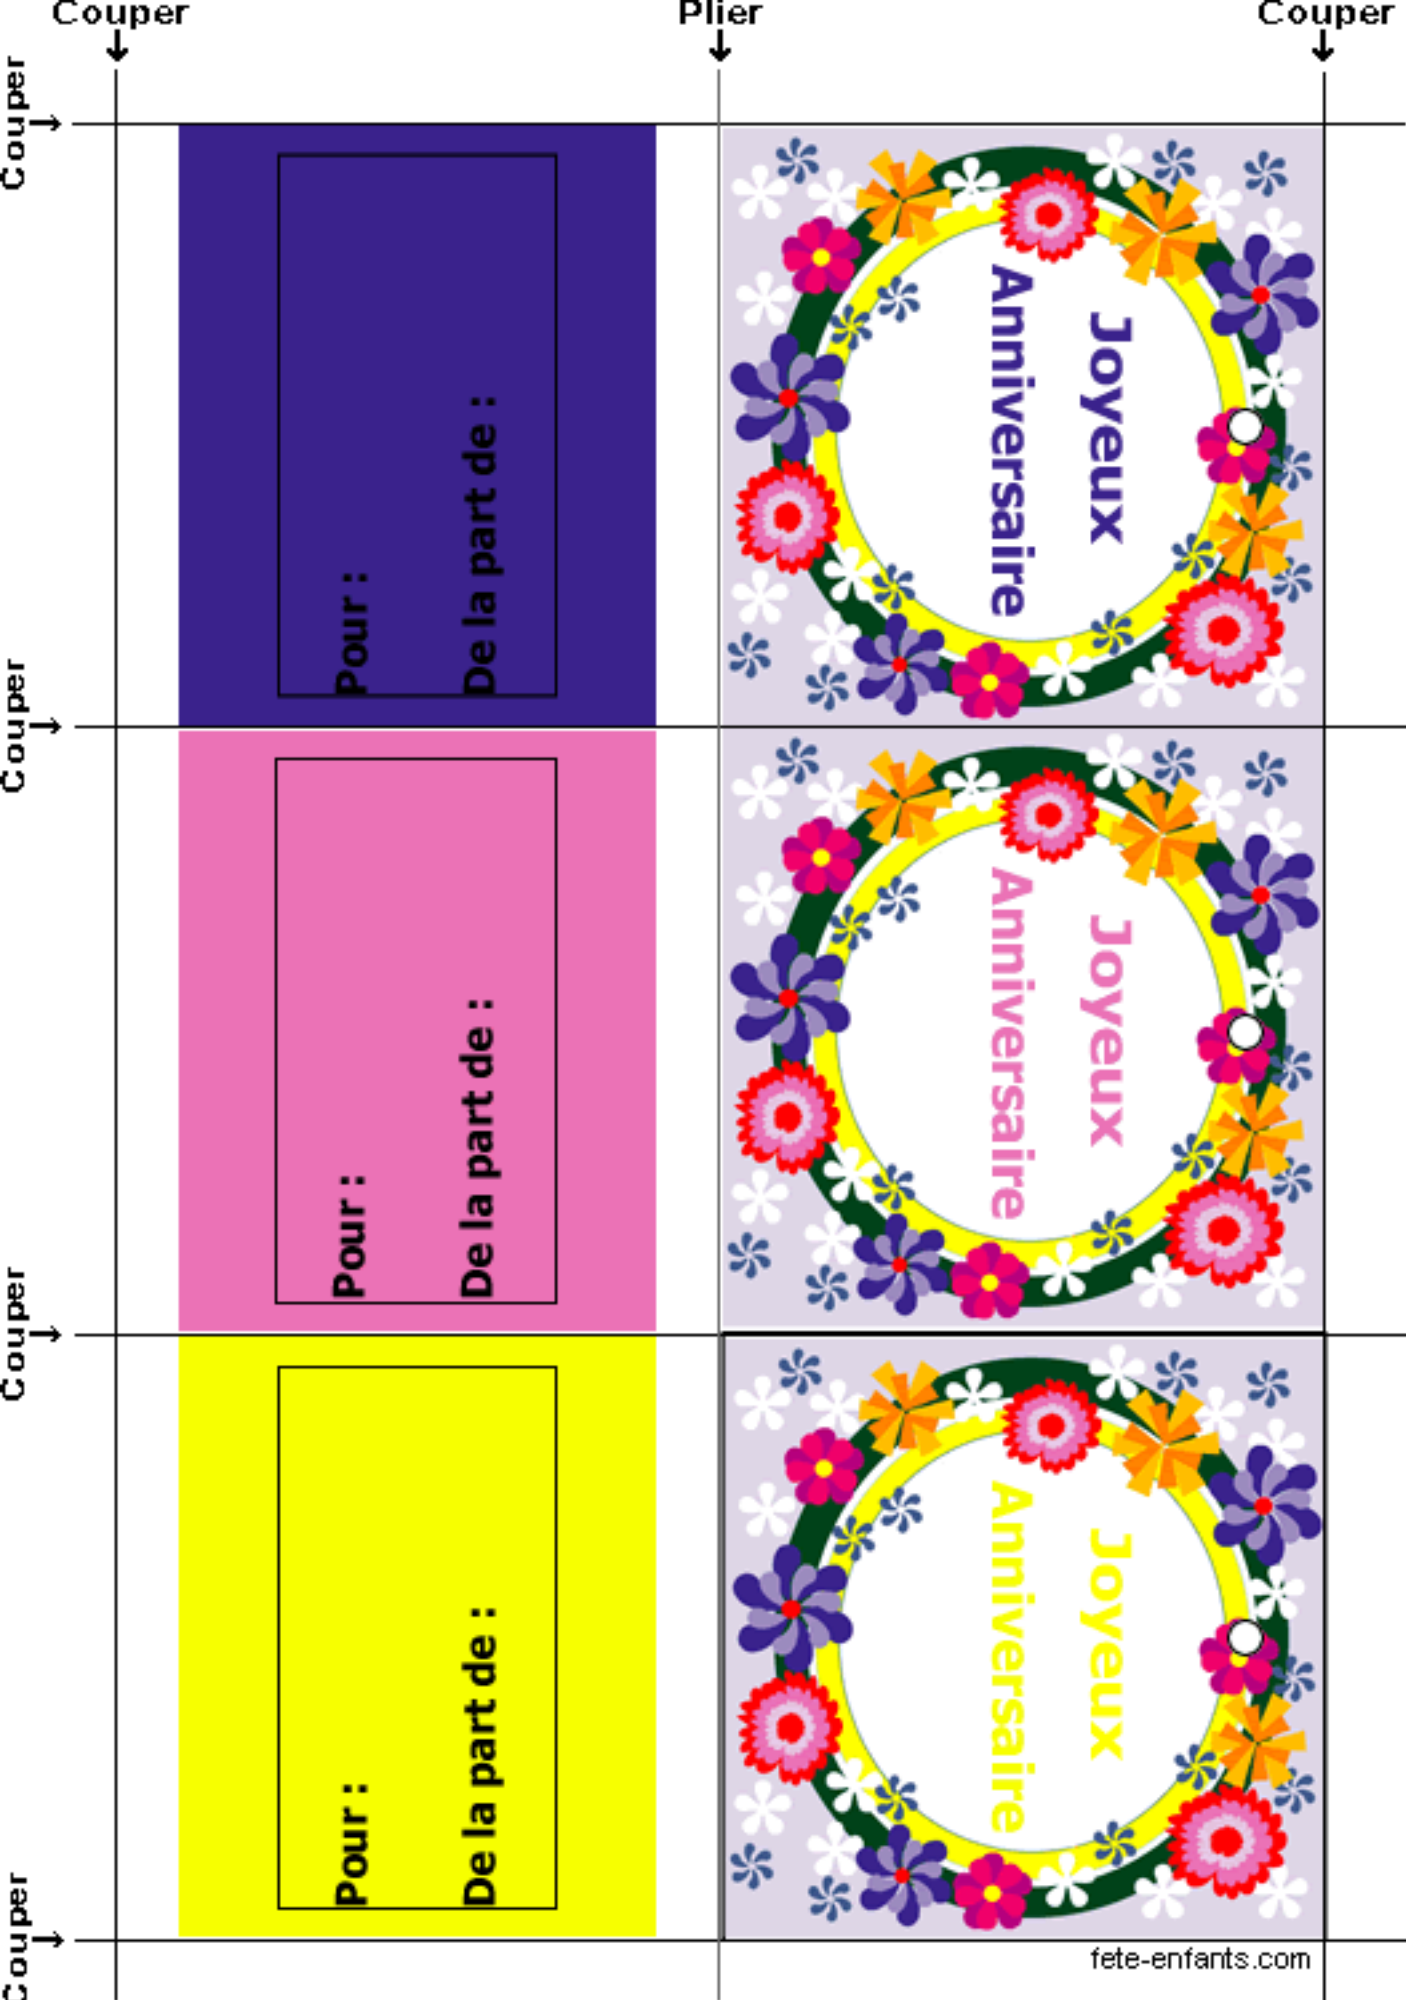 Couper
Plier
Couper
Couper
Pour :
De la part de :
Joyeux
Anniversaire
Couper
Pour :
De la part de :
Joyeux
Anniversaire
Couper
Pour :
De la part de :
Joyeux
Anniversaire
Couper
fete-enfants.com